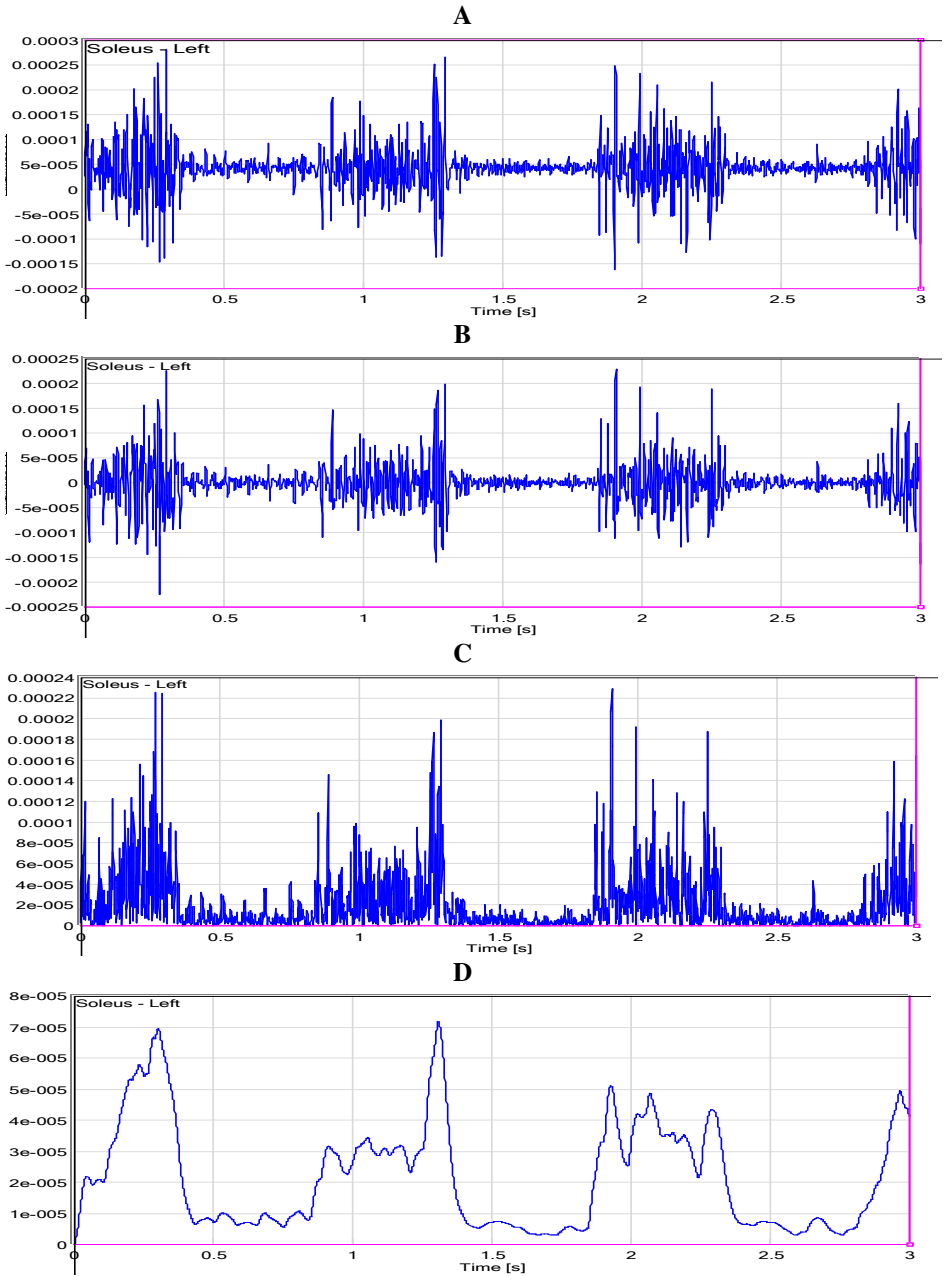 A
0.0003
Soleus - Left
0.00025
0.0002
0.00015
0.0001
5e-005
0
-5e-005
-0.0001
-0.00015
-0.0002
0 0.5 1 1.5 2 2.5 3
Time [s]
B
0.00025
Soleus - Left
0.0002
0.00015
0.0001
5e-005
0
-5e-005
-0.0001
-0.00015
-0.0002
-0.00025
0 0.5 1 1.5 2 2.5 3
Time [s]
C
0.00024
Soleus - Left
0.00022
0.0002
0.00018
0.00016
0.00014
0.00012
0.0001
8e-005
6e-005
4e-005
2e-005
0
0 0.5 1 1.5 2 2.5 3
Time [s]
D
8e-005
Soleus - Left
7e-005
6e-005
5e-005
4e-005
3e-005
2e-005
1e-005
0
0 0.5 1 1.5 2 2.5 3
Time [s]